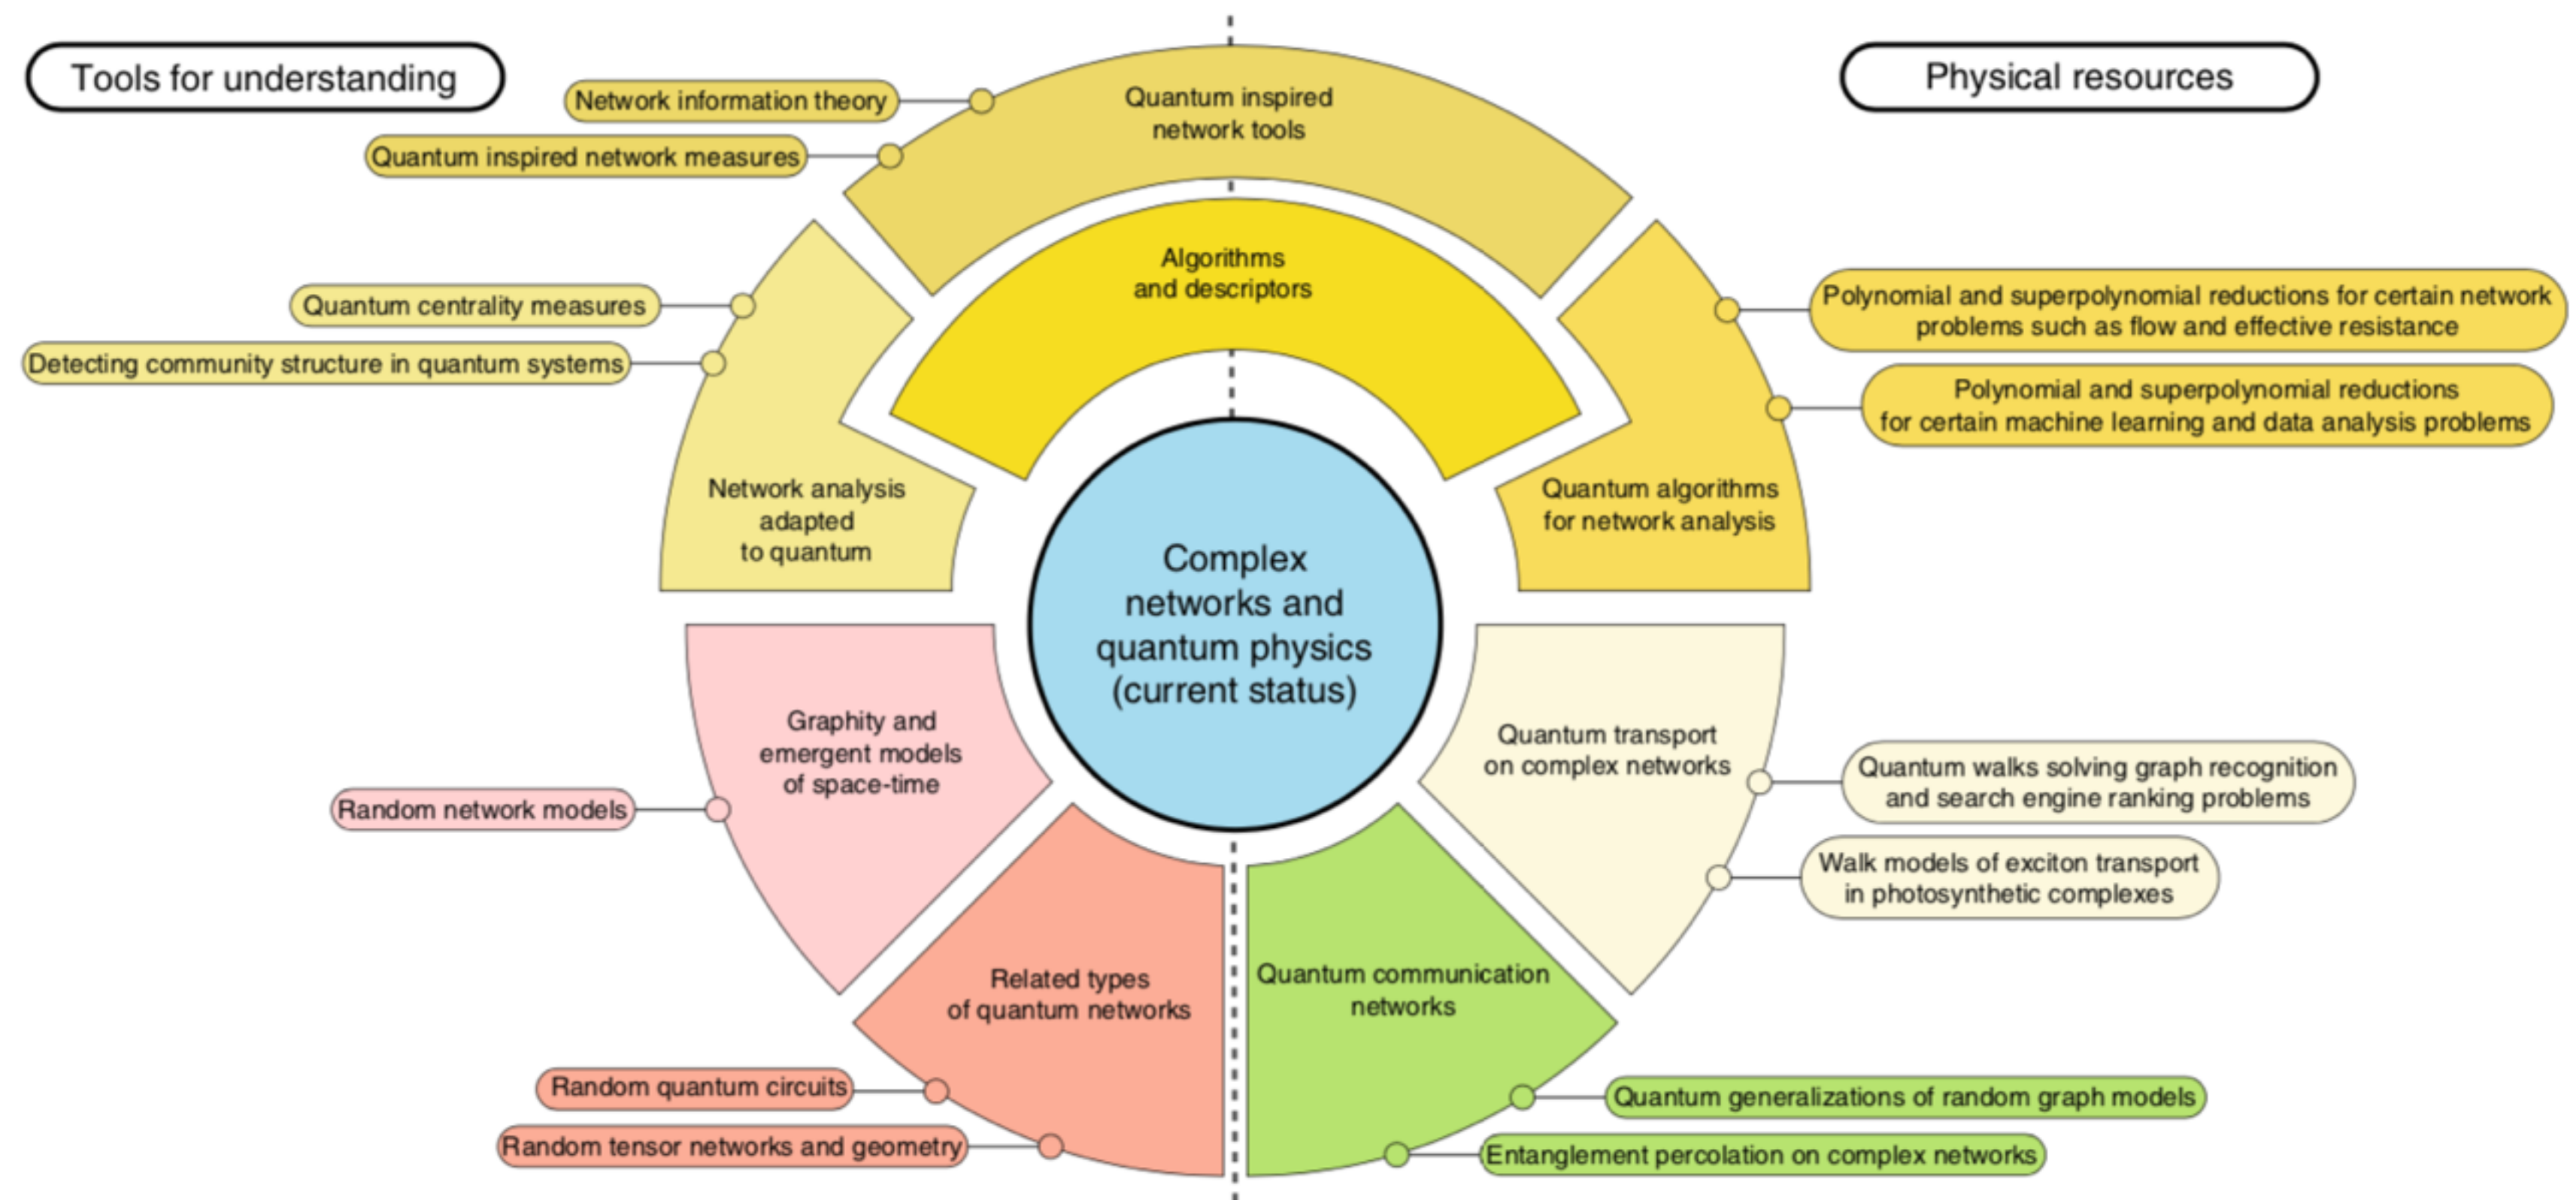 Tools for understanding
Physical resources
Network information theory
Quantum inspired network measures
Quantum inspired
network tools
Algorithms
and descriptors
Quantum centrality measures
Detecting community structure in quantum systems
Network analysis
adapted
to quantum
Polynomial and superpolynomial reductions for certain network
problems such as flow and effective resistance
Polynomial and superpolynomial reductions
for certain machine learning and data analysis problems
Quantum algorithms
for network analysis
Complex
networks and
quantum physics
(current status)
Graphity and
emergent models
of space-time
Random network models
Quantum transport
on complex networks
Quantum walks solving graph recognition
and search engine ranking problems
Walk models of exciton transport
in photosynthetic complexes
Related types
of quantum networks
Random quantum circuits
Random tensor networks and geometry
Quantum communication
networks
Quantum generalizations of random graph models
Entanglement percolation on complex networks